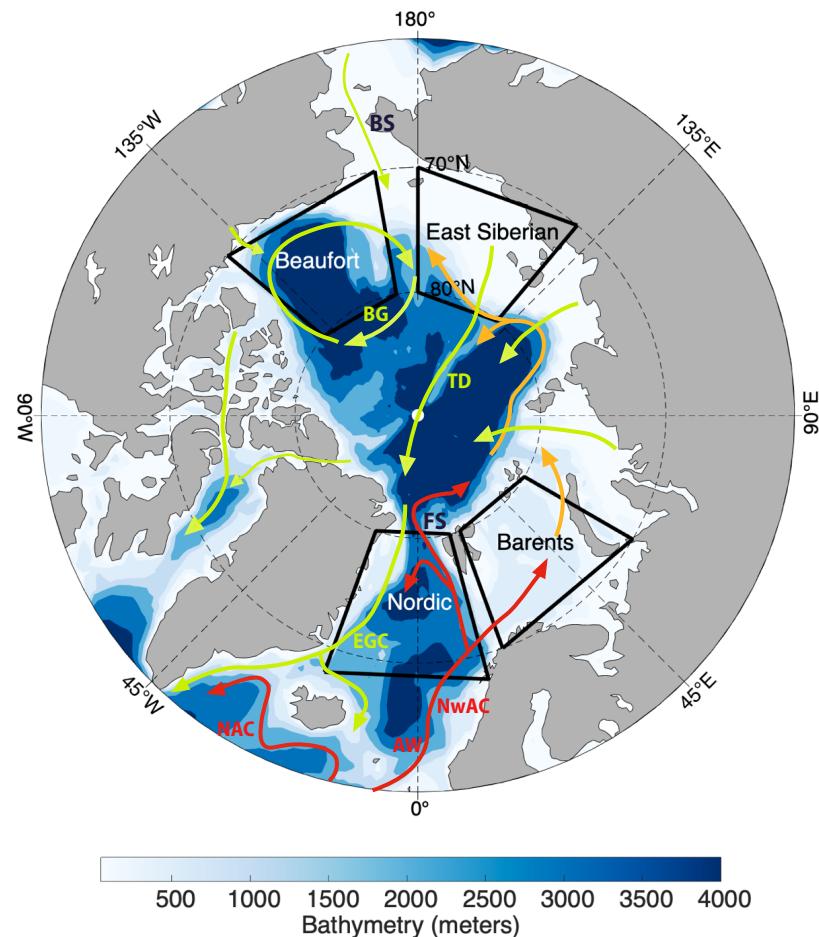 180°
135°W
135°E
BS
70°N
East Siberian
Beaufort
80°N
BG
TD
90°W
90°E
FS
Barents
Nordic
EGC
45°W
45°E
NAC
NwAC
AW
0°
500 1000 1500 2000 2500 3000 3500 4000
Bathymetry (meters)